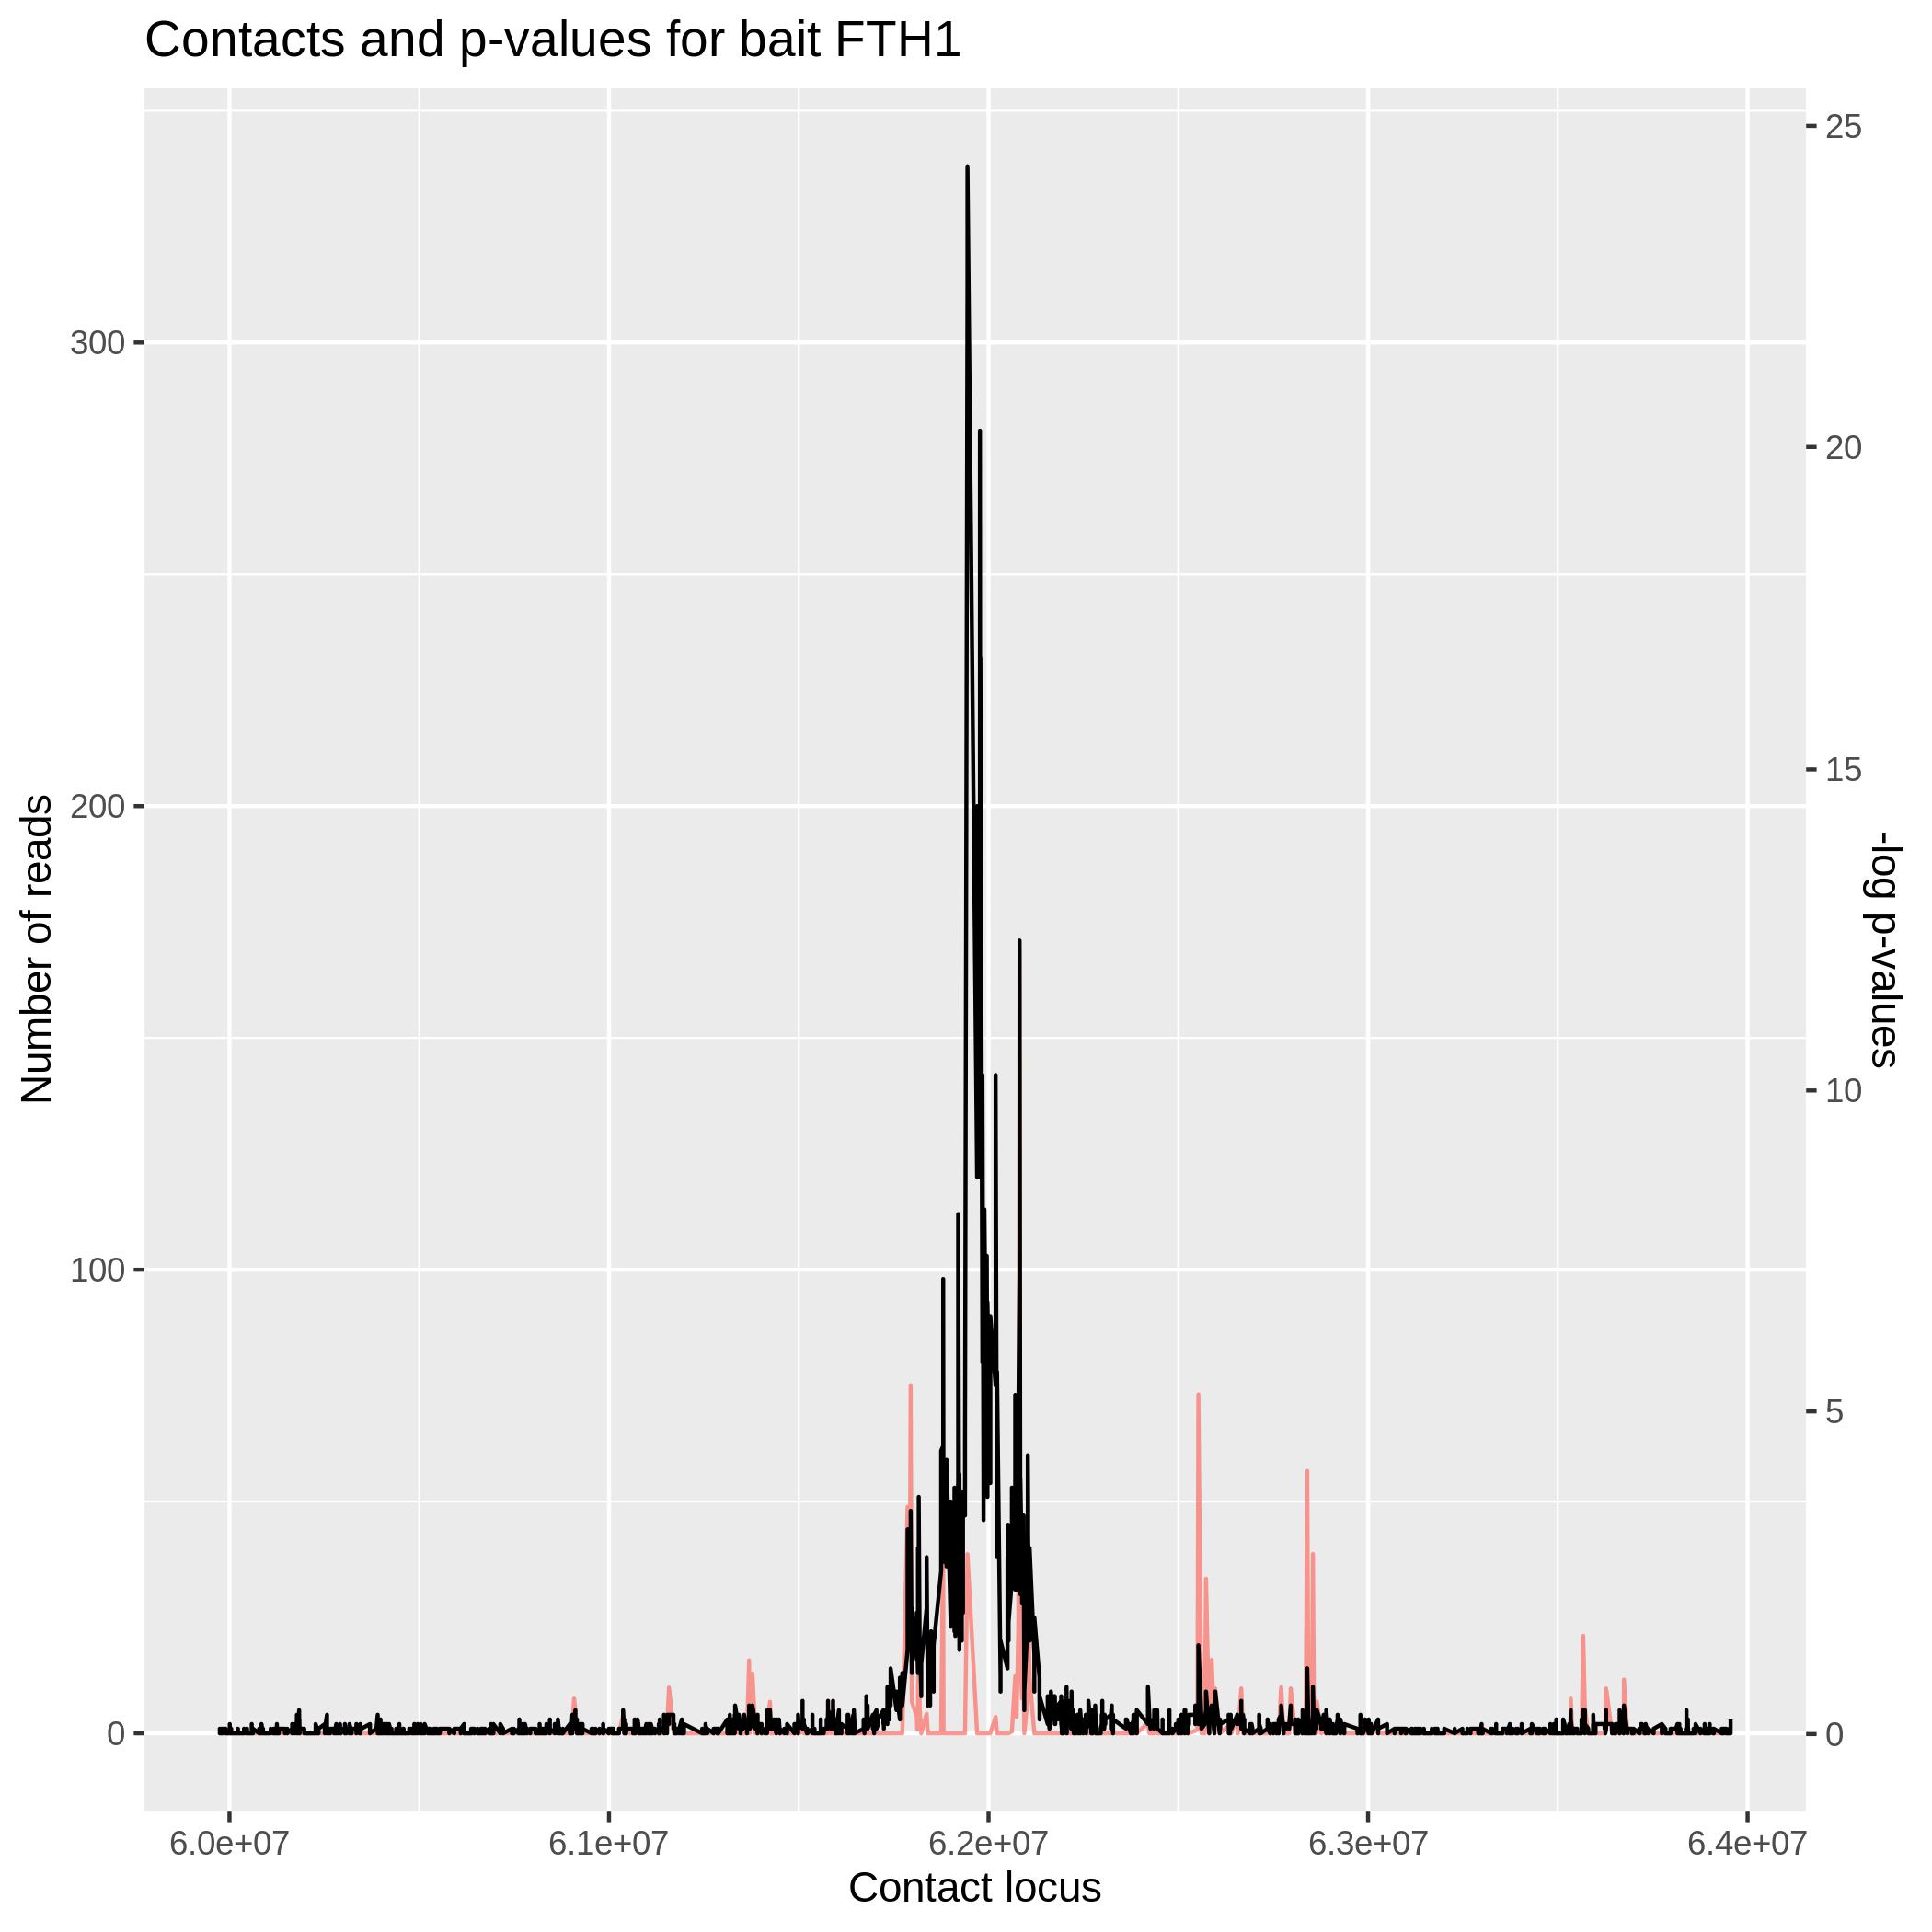 Contacts and p-values for bait FTH1
Number of reads
300
200
100
0
25
20
15
10
5
0
-log p-values
6.0e+07
6.1e+07
6.2e+07
6.3e+07
6.4e+07
Contact locus